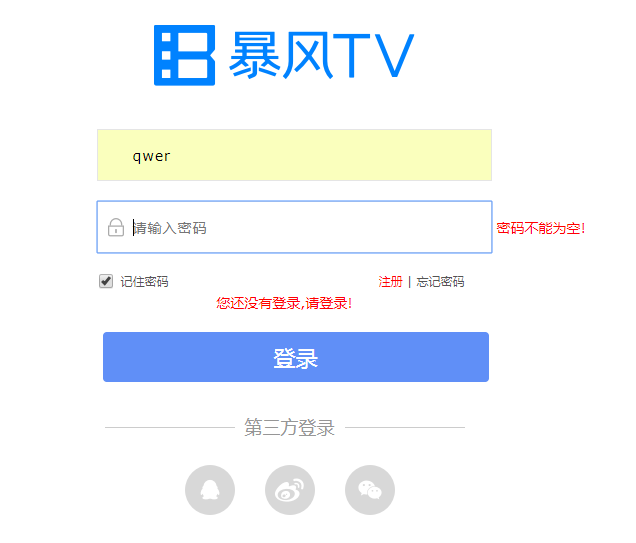 暴风TV
qwer
请输入密码 密码不能为空!
记住密码 注册 | 忘记密码
您还没有登录,请登录!
登录
第三方登录